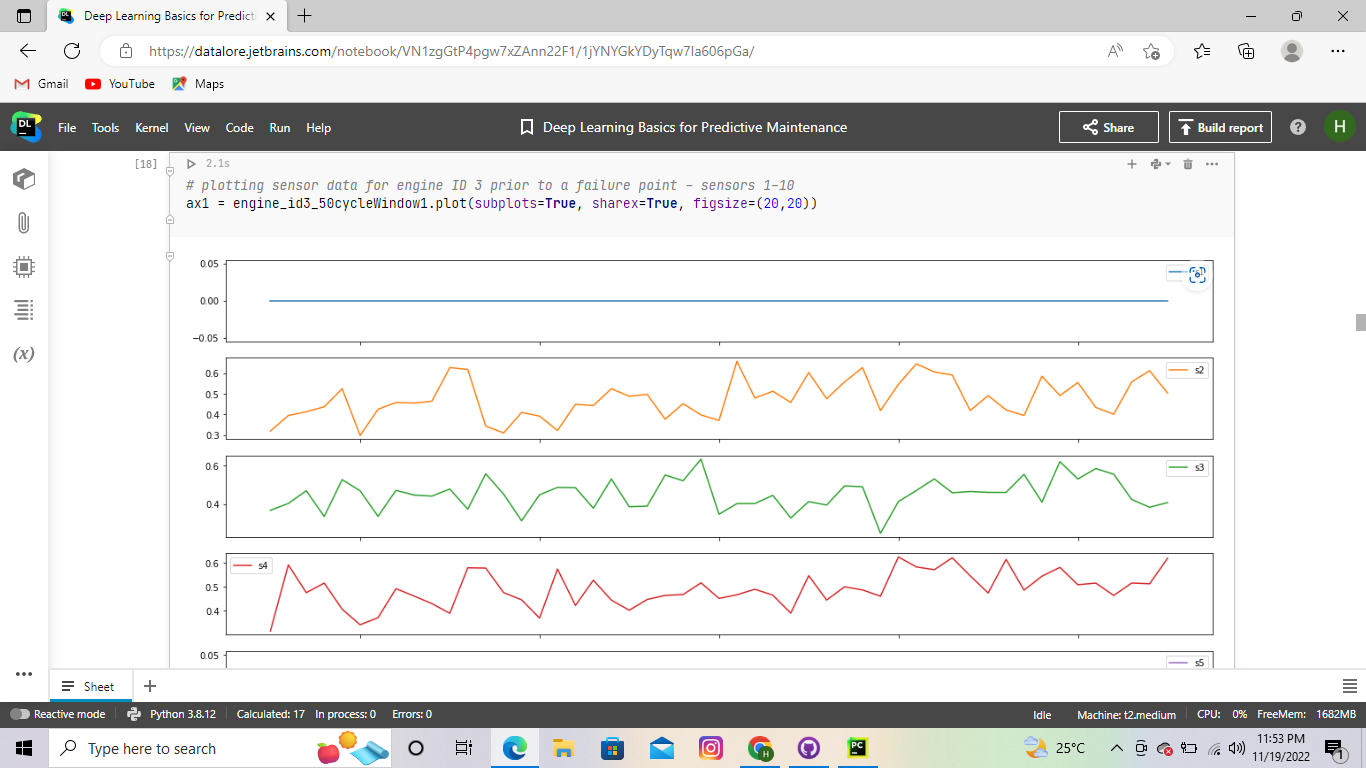 Deep Learning Basics for Predicti
https://datalore.jetbrains.com/notebook/VN1zgGtP4pgw7xZAnn22F1/1jYNYGkYDyTqw7Ia606pGa/
Gmail YouTube Maps
DL File Tools Kernel View Code Run Help Deep Learning Basics for Predictive Maintenance Share Build report ? H
[18] 2.1s
# plotting sensor data for engine ID 3 prior to a failure point - sensors 1-10
ax1 = engine_id3_50cycleWindow1.plot(subplots=True, sharex=True, figsize=(20,20))
0.05
0.00
−0.05
s2
0.6
0.5
0.4
0.3
s3
0.6
0.4
s4
0.6
0.5
0.4
0.05
s5
Sheet
Reactive mode Python 3.8.12 Calculated: 17 In process: 0 Errors: 0 Idle Machine: t2.medium CPU: 0% FreeMem: 1682MB
Type here to search 25°C 11:53 PM
11/19/2022 1